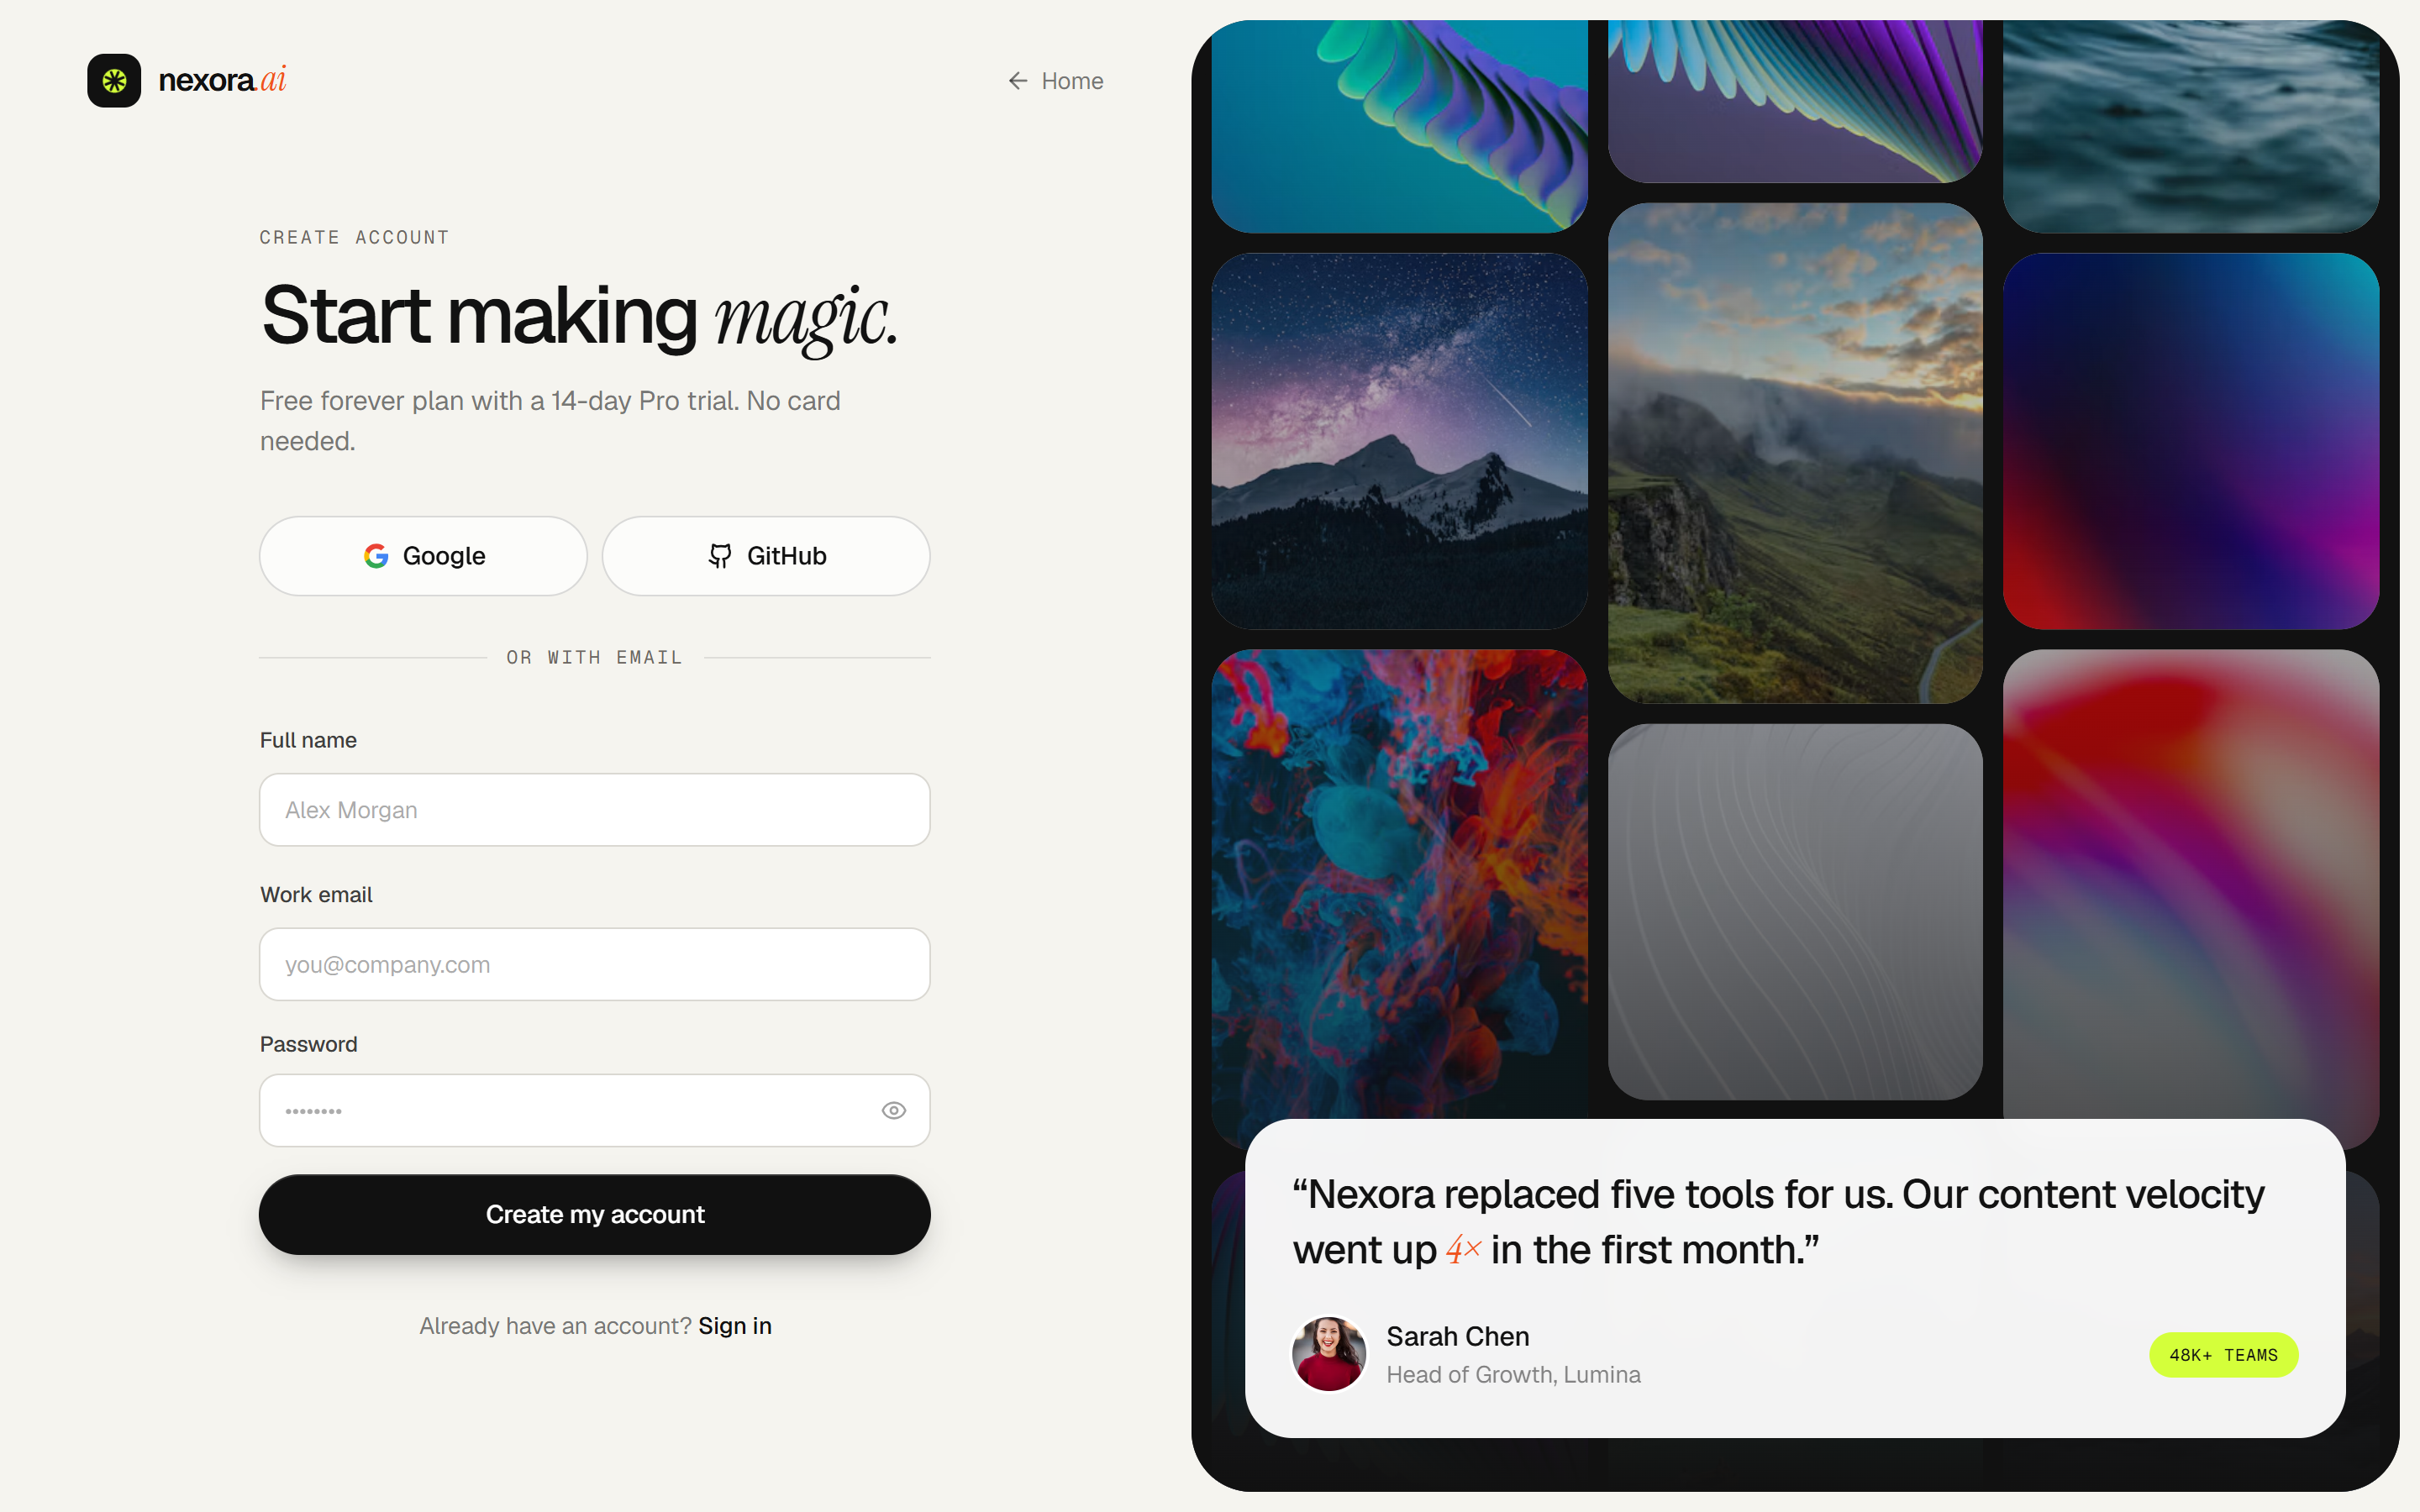 nexora.ai
Home
CREATE ACCOUNT
Start making magic.
Free forever plan with a 14-day Pro trial. No card
needed.
Google
GitHub
OR WITH EMAIL
Full name
Alex Morgan
Work email
you@company.com
Password
••••••••
Create my account
Already have an account? Sign in
“Nexora replaced five tools for us. Our content velocity
went up 4× in the first month.”
Sarah Chen
Head of Growth, Lumina
48K+ TEAMS